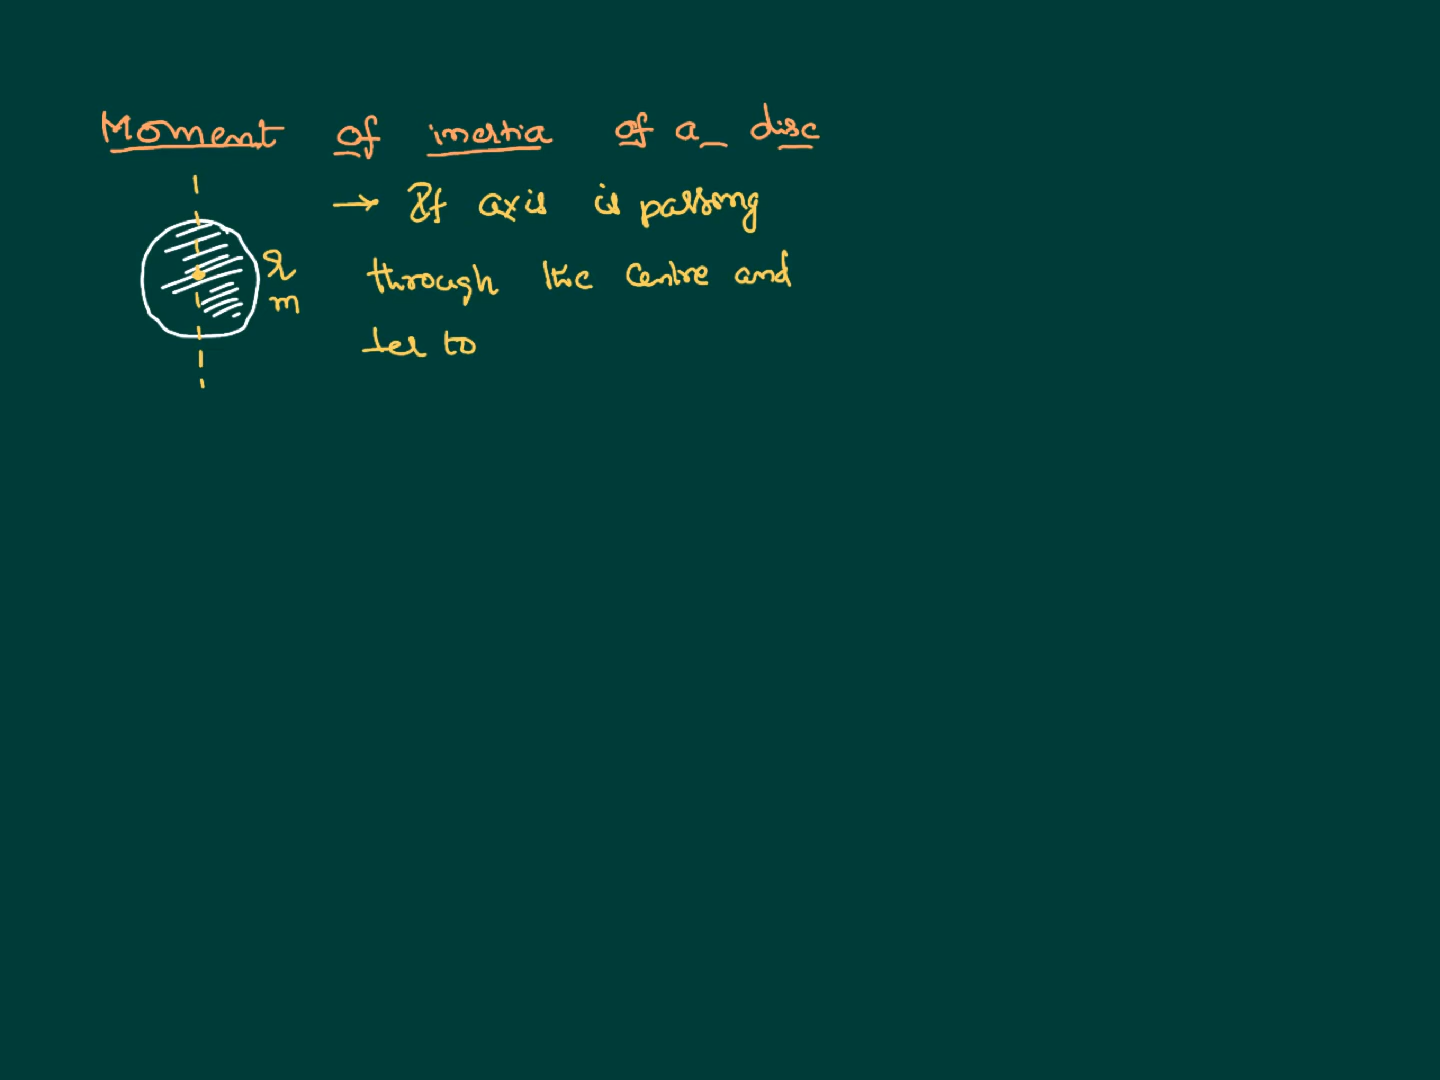 Moment of inertia of a disc
→ If axis is passing
r
through the centre and
m
⊥er to